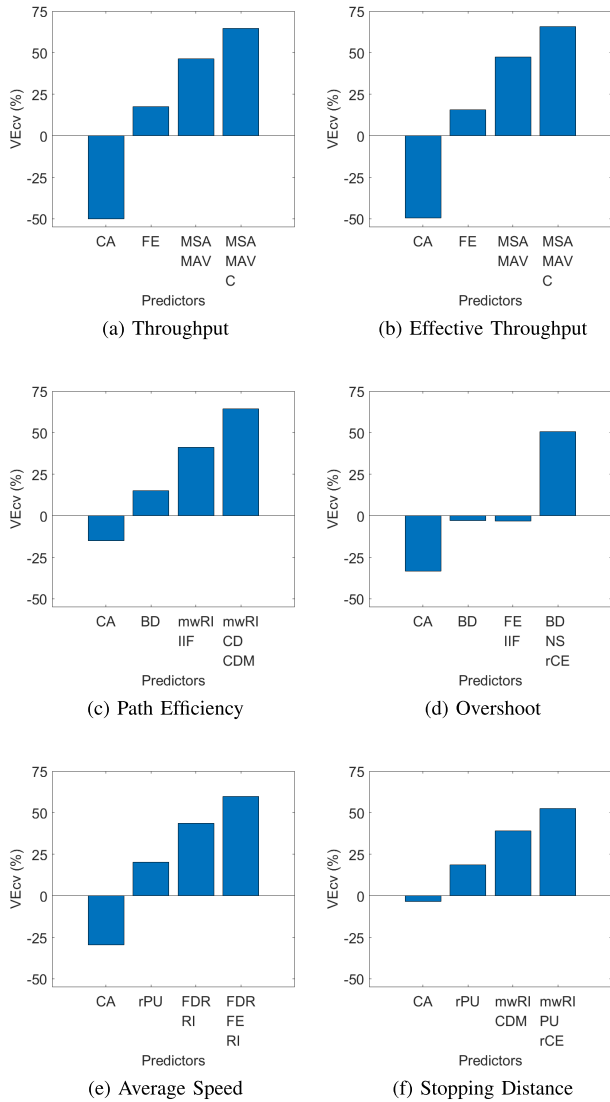 75
50
25
0
-25
-50
VEcv (%)
CA FE MSA MSA
MAV MAV
C
Predictors
(a) Throughput
75
50
25
0
-25
-50
VEcv (%)
CA FE MSA MSA
MAV MAV
C
Predictors
(b) Effective Throughput
75
50
25
0
-25
-50
VEcv (%)
CA BD mwRI mwRI
IIF CD
CDM
Predictors
(c) Path Efficiency
75
50
25
0
-25
-50
VEcv (%)
CA BD FE BD
IIF NS
rCE
Predictors
(d) Overshoot
75
50
25
0
-25
-50
VEcv (%)
CA rPU FDR FDR
RI FE
RI
Predictors
(e) Average Speed
75
50
25
0
-25
-50
VEcv (%)
CA rPU mwRI mwRI
CDM PU
rCE
Predictors
(f) Stopping Distance